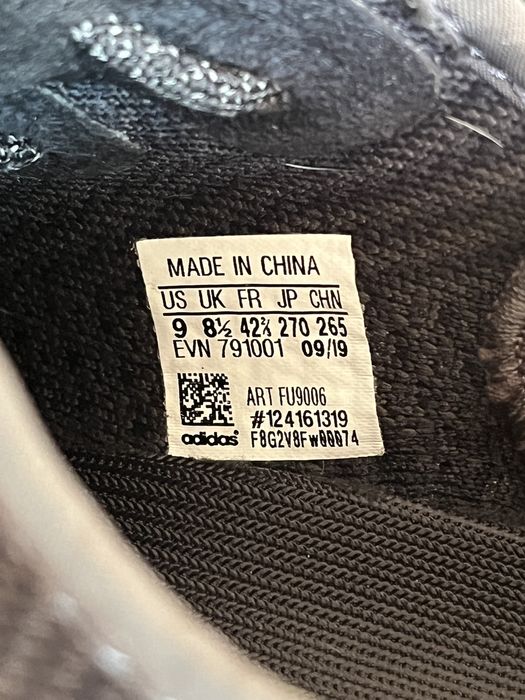 MADE IN CHINA
US UK FR JP CHN
9 8½ 42⅔ 270 265
EVN 791001 09/19
ART FU9006
#124161319
adidas F8G2V8Fw00074